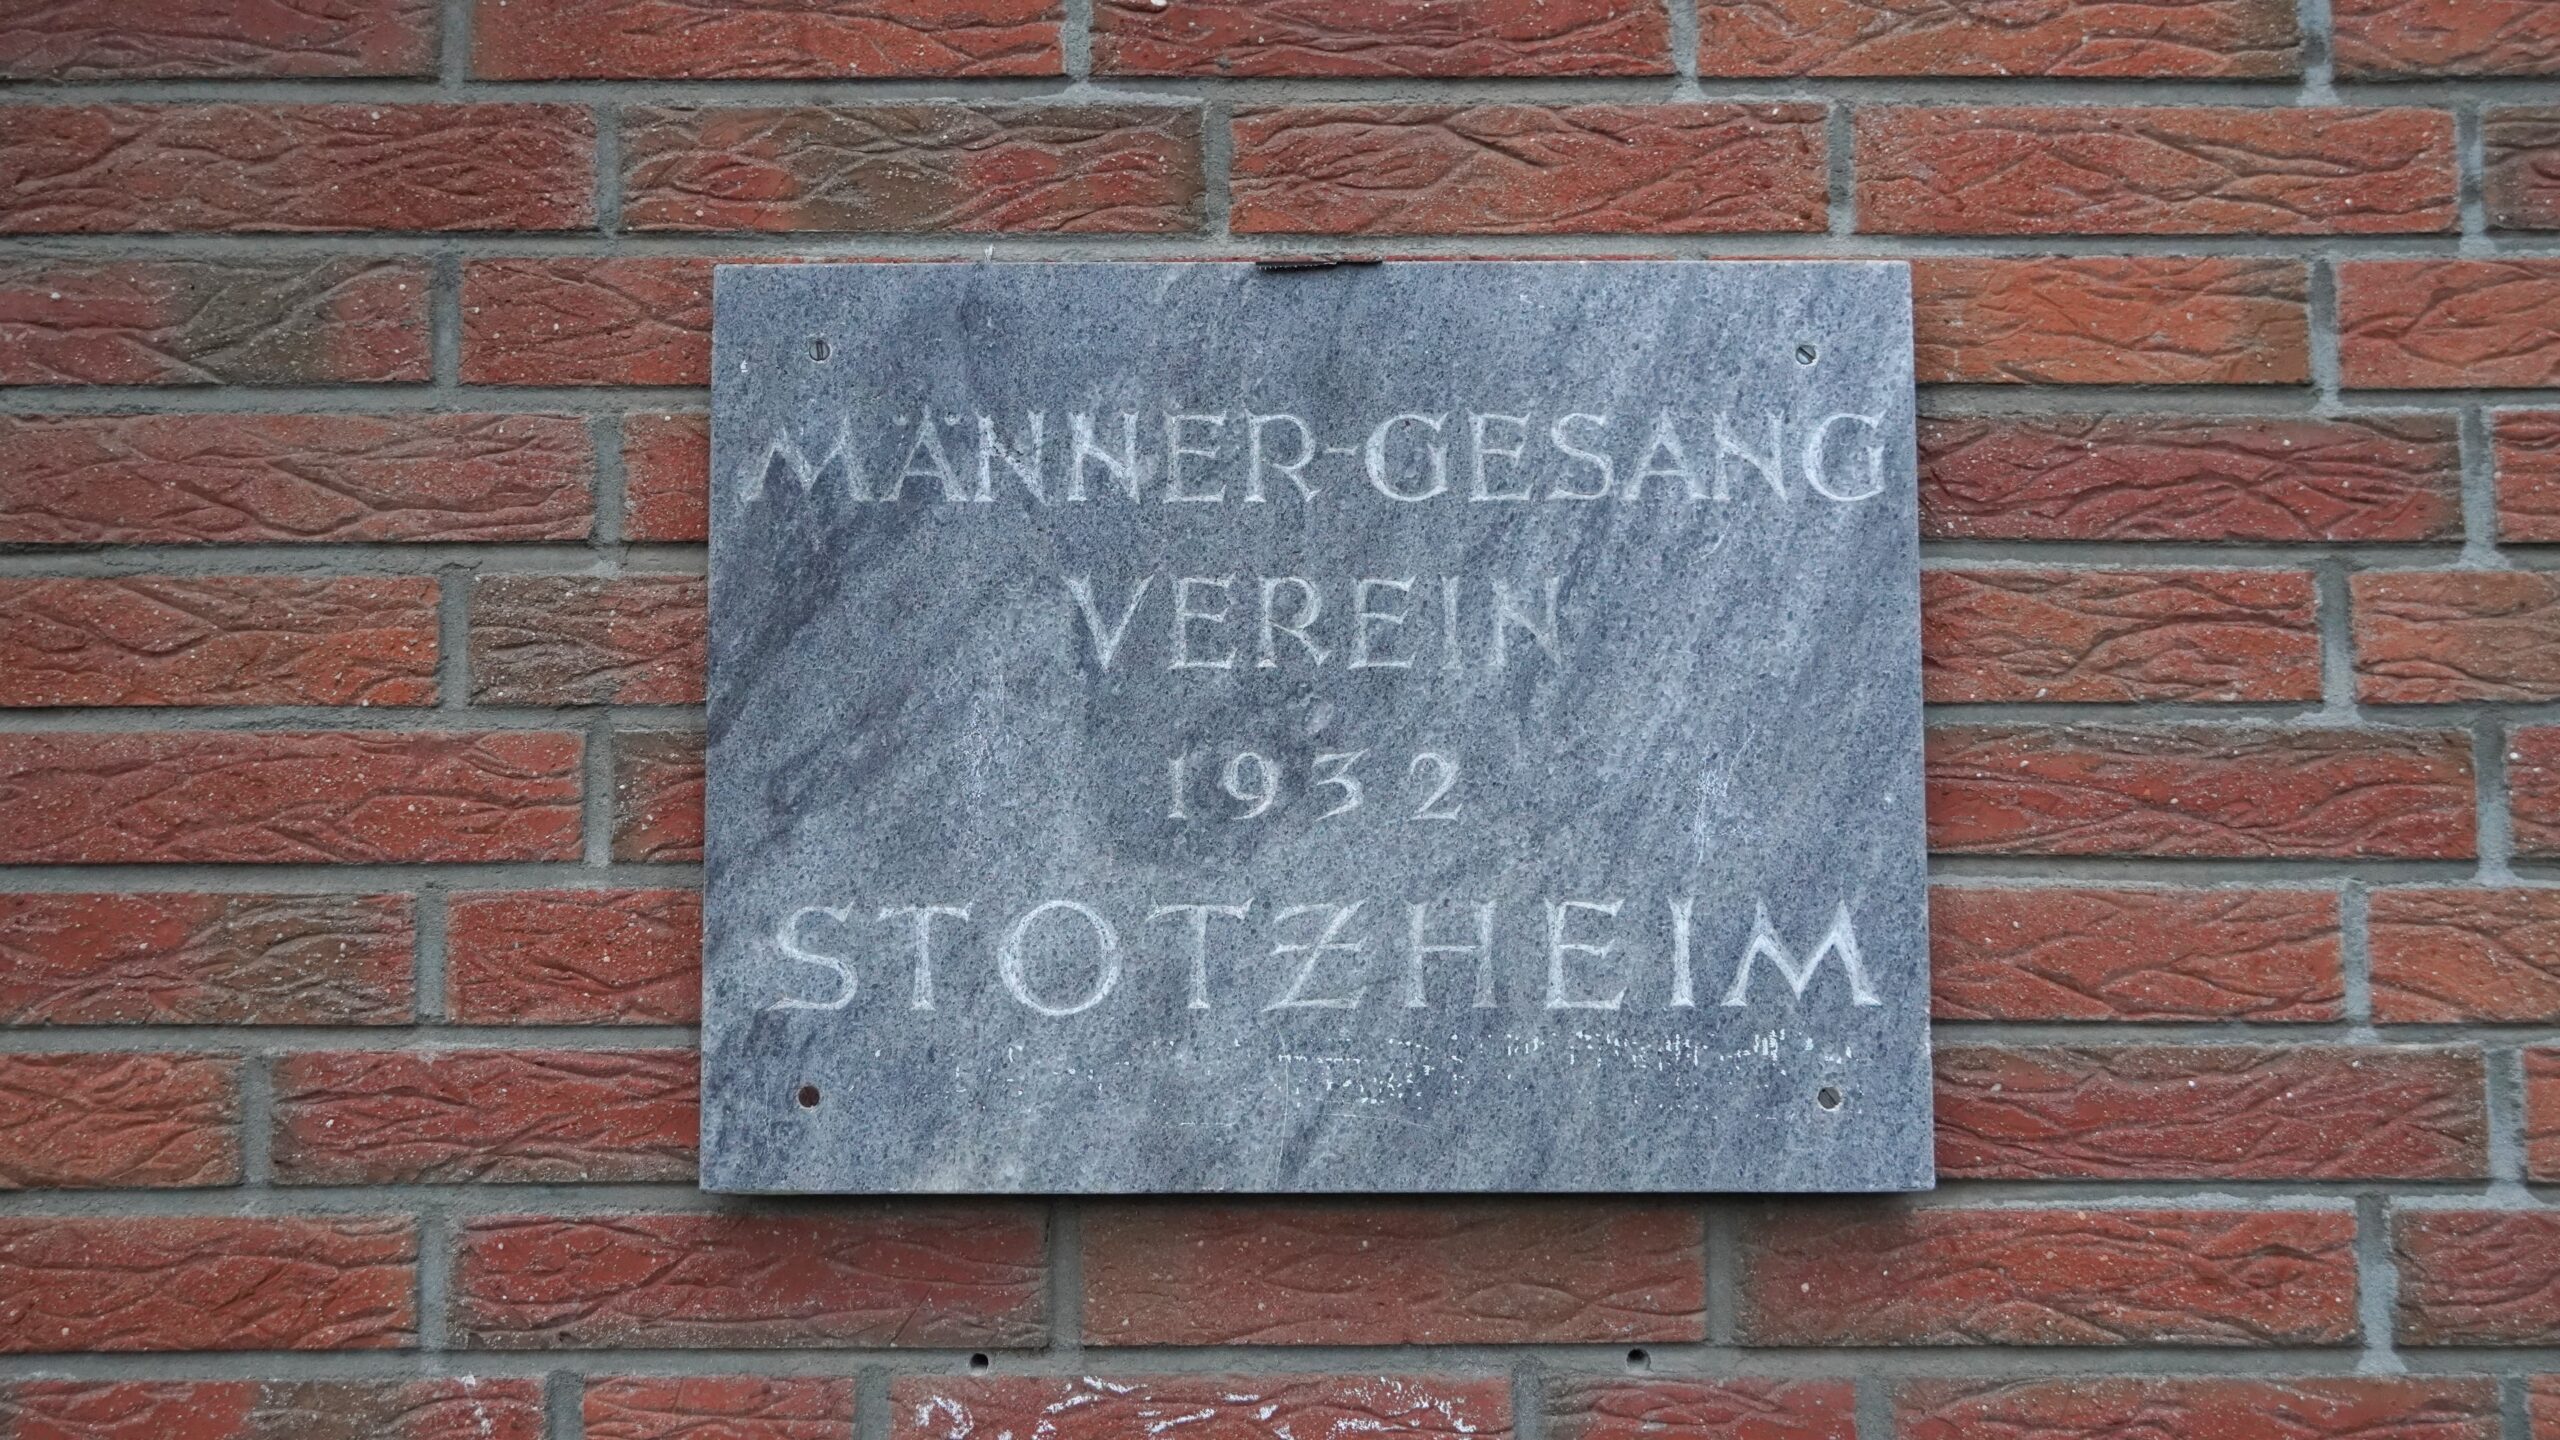 MÄNNER-GESANG
VEREIN
1932
STOTZHEIM